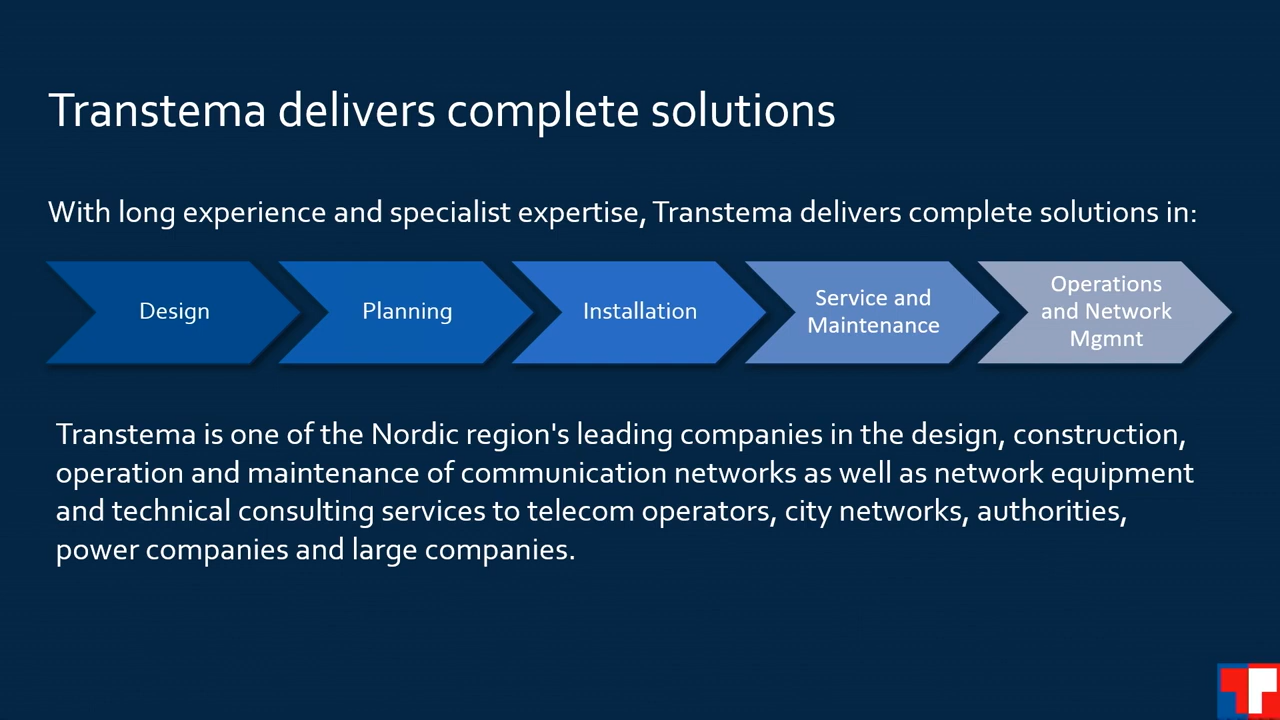 Transtema delivers complete solutions
With long experience and specialist expertise, Transtema delivers complete solutions in:
Design
Planning
Installation
Service and
Maintenance
Operations
and Network
Mgmnt
Transtema is one of the Nordic region's leading companies in the design, construction,
operation and maintenance of communication networks as well as network equipment
and technical consulting services to telecom operators, city networks, authorities,
power companies and large companies.